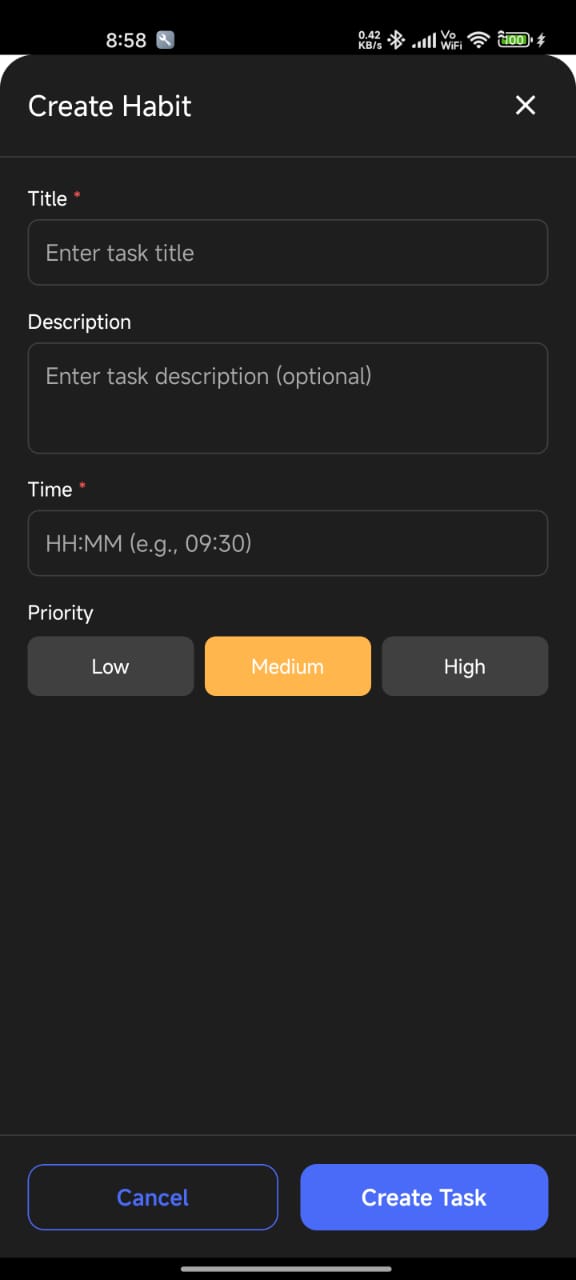 8:58
0.42 KB/s
Vo WiFi
100
Create Habit
Title *
Enter task title
Description
Enter task description (optional)
Time *
HH:MM (e.g., 09:30)
Priority
Low Medium High
Cancel Create Task